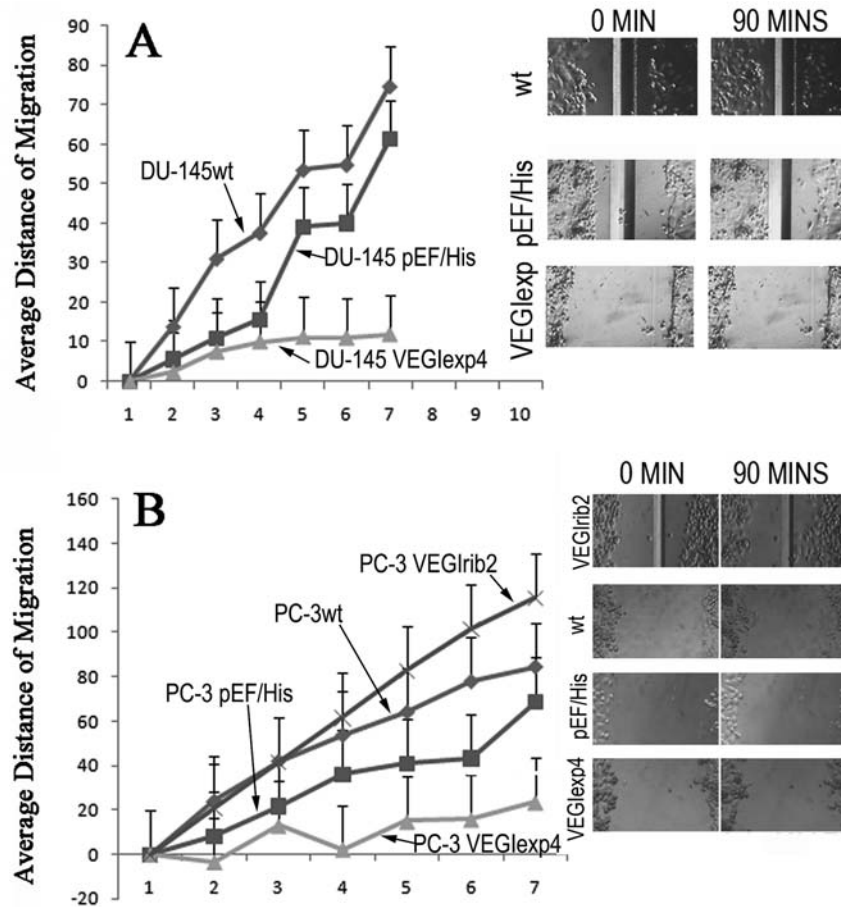 A
Average Distance of Migration
90
80
70
60
50
40
30
20
10
0
1 2 3 4 5 6 7 8 9 10
DU-145wt
DU-145 pEF/His
DU-145 VEGIexp4
0 MIN 90 MINS
wt
pEF/His
VEGIexp
B
Average Distance of Migration
160
140
120
100
80
60
40
20
0
-20
1 2 3 4 5 6 7
PC-3 VEGIrib2
PC-3wt
PC-3 pEF/His
PC-3 VEGIexp4
0 MIN 90 MINS
VEGIrib2
wt
pEF/His
VEGIexp4